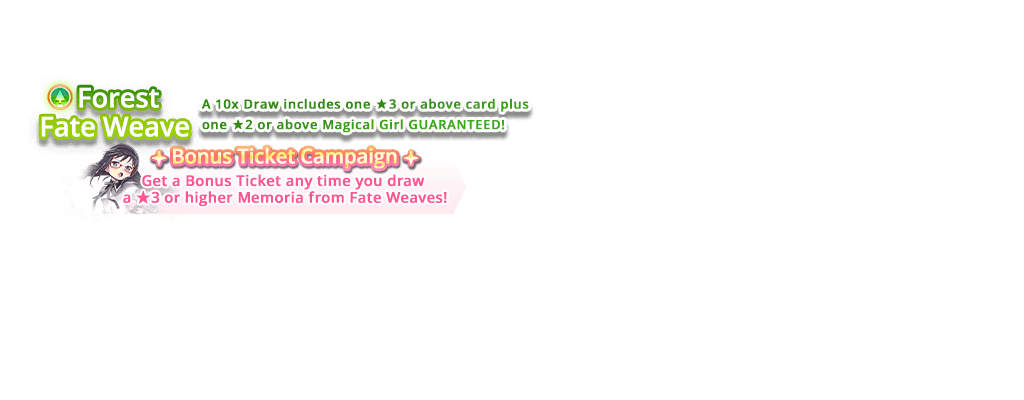 Forest
Fate Weave
A 10x Draw includes one ★3 or above card plus
one ★2 or above Magical Girl GUARANTEED!
Bonus Ticket Campaign
Get a Bonus Ticket any time you draw
a ★3 or higher Memoria from Fate Weaves!